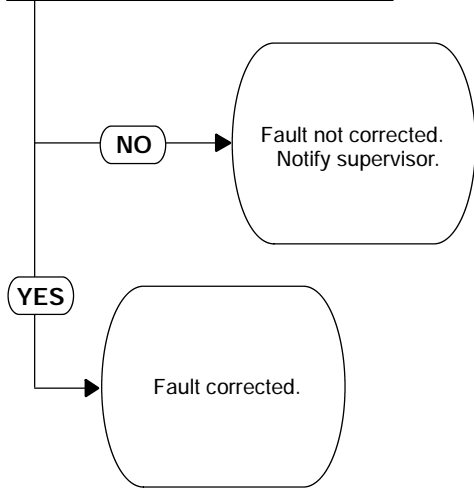 NO
Fault not corrected.
Notify supervisor.
YES
Fault corrected.